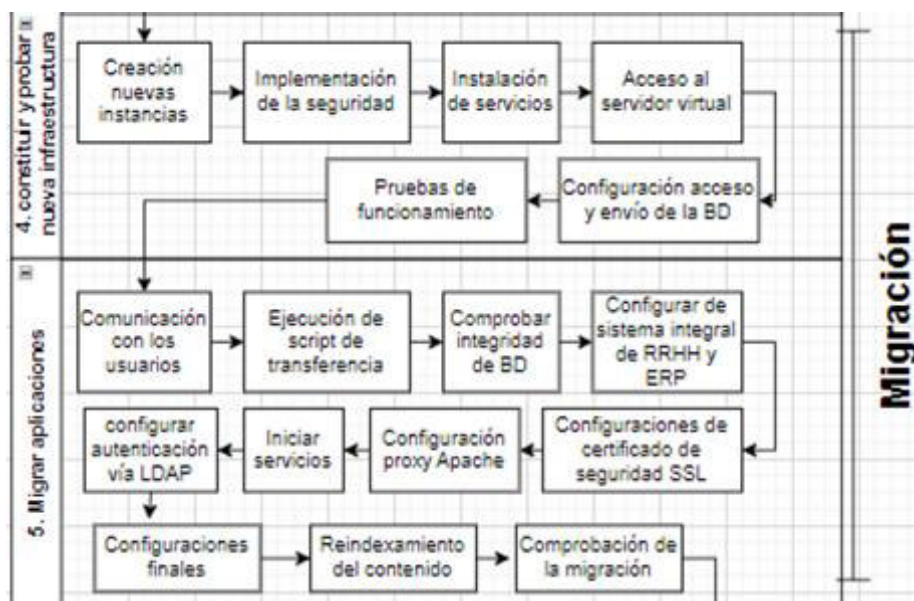 4. constituir y probar
nueva infraestructura
Creación
nuevas
instancias
Implementación
de la seguridad
Instalación
de servicios
Acceso al
servidor virtual
Configuración acceso
y envío de la BD
Pruebas de
funcionamiento
5. Migrar aplicaciones
Comunicación
con los
usuarios
Ejecución de
script de
transferencia
Comprobar
integridad
de BD
Configurar de
sistema integral
de RRHH y
ERP
Configuraciones de
certificado de
seguridad SSL
Configuración
proxy Apache
Iniciar
servicios
configurar
autenticación
vía LDAP
Configuraciones
finales
Reindexamiento
del contenido
Comprobación de
la migración
Migración